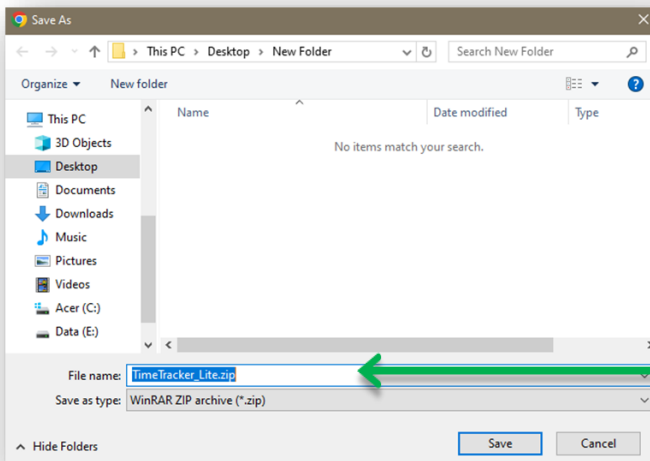 Save As
This PC > Desktop > New Folder
Search New Folder
Organize
New folder
?
Name
Date modified
Type
No items match your search.
This PC
3D Objects
Desktop
Documents
Downloads
Music
Pictures
Videos
Acer (C:)
Data (E:)
File name: TimeTracker_Lite.zip
Save as type: WinRAR ZIP archive (*.zip)
Hide Folders
Save
Cancel